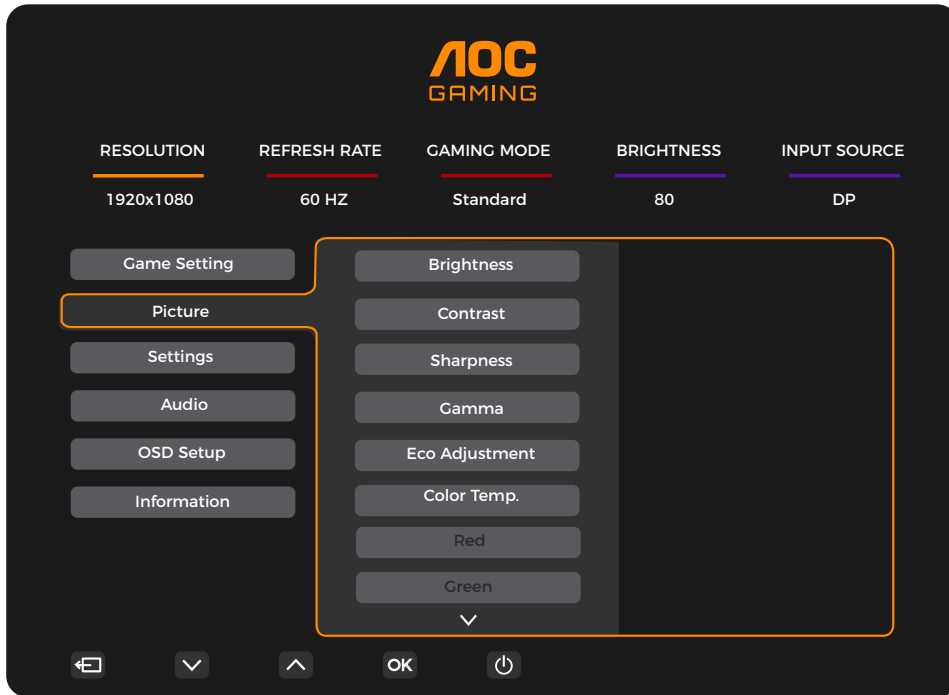 AOC
GAMING
RESOLUTION REFRESH RATE GAMING MODE BRIGHTNESS INPUT SOURCE
1920x1080 60 HZ Standard 80 DP
Game Setting
Picture
Settings
Audio
OSD Setup
Information
Brightness
Contrast
Sharpness
Gamma
Eco Adjustment
Color Temp.
Red
Green
OK